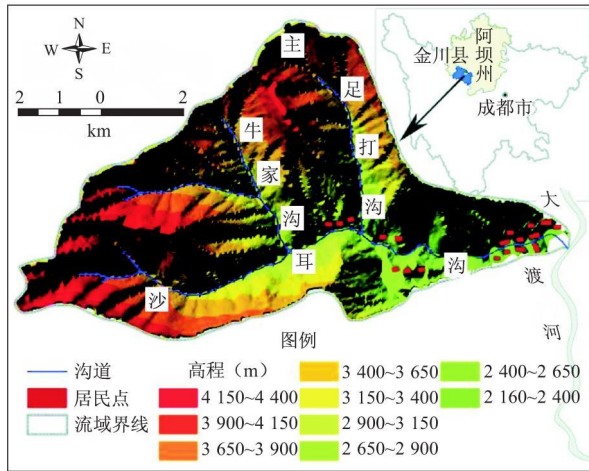 N
W E
S
2 0 2
km
主
足
打
沟
牛
家
沟
沙
耳
沟
大
渡
河
阿坝州
金川县
成都市
图例
沟道
居民点
流域界线
高程（m）
4 150~4 400
3 900~4 150
3 650~3 900
3 400~3 650
3 150~3 400
2 900~3 150
2 650~2 900
2 400~2 650
2 160~2 400